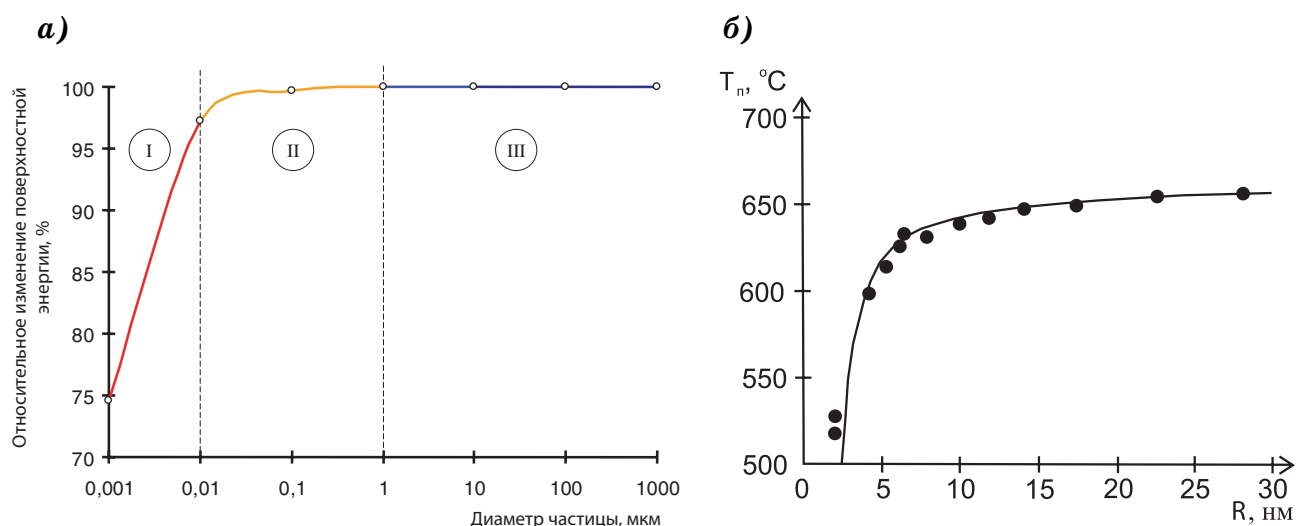 а)
Относительное изменение поверхностной
энергии, %
100
95
90
85
80
75
70
I
II
III
0,001
0,01
0,1
1
10
100
1000
Диаметр частицы, мкм
б)
Tп, °C
700
650
600
550
500
0
5
10
15
20
25
30
R, нм